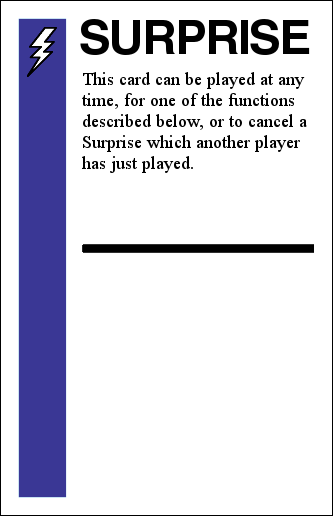 SURPRISE
This card can be played at any
time, for one of the functions
described below, or to cancel a
Surprise which another player
has just played.